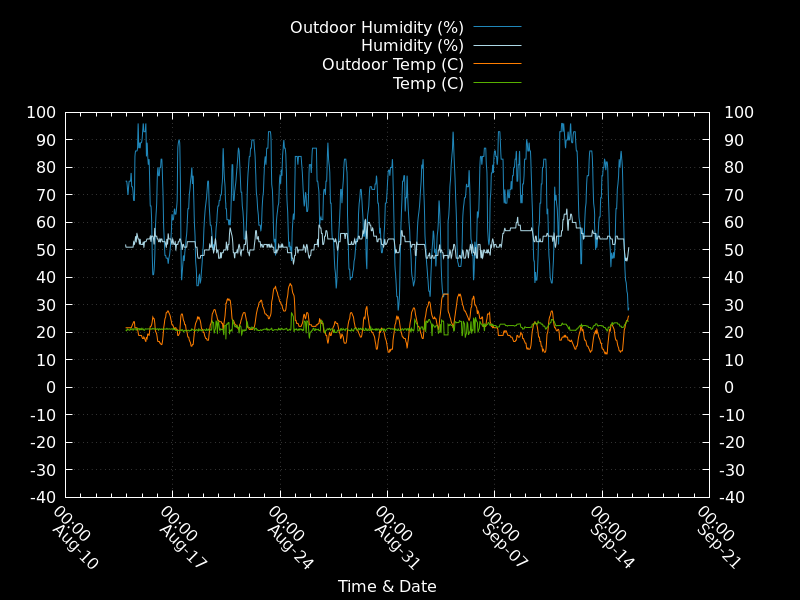 Outdoor Humidity (%)
Humidity (%)
Outdoor Temp (C)
Temp (C)
100 100
90 90
80 80
70 70
60 60
50 50
40 40
30 30
20 20
10 10
0 0
-10 -10
-20 -20
-30 -30
-40 -40
00:00 00:00 00:00 00:00 00:00 00:00 00:00
Aug-10 Aug-17 Aug-24 Aug-31 Sep-07 Sep-14 Sep-21
Time & Date